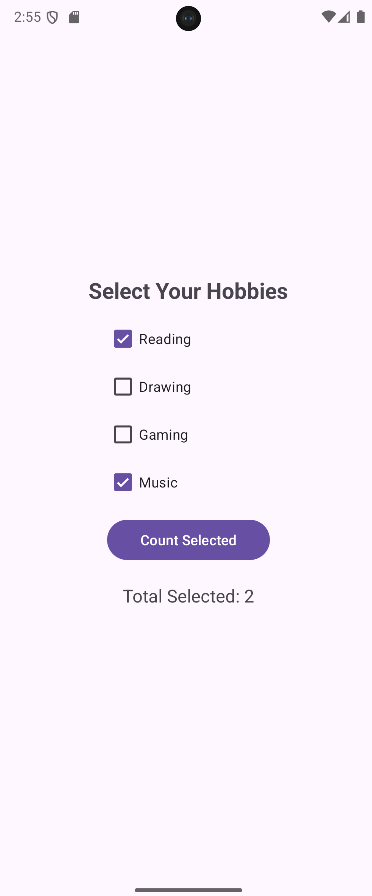 2:55
Select Your Hobbies
Reading
Drawing
Gaming
Music
Count Selected
Total Selected: 2